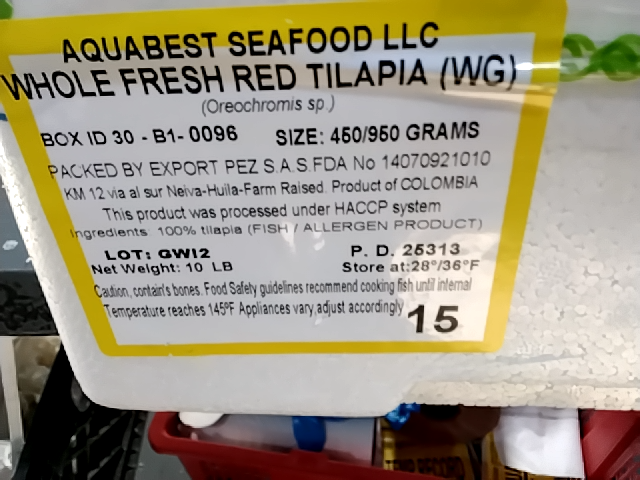 AQUABEST SEAFOOD LLC
WHOLE FRESH RED TILAPIA (WG)
(Oreochromis sp.)
BOX ID 30 - B1- 0096 SIZE: 450/950 GRAMS
PACKED BY EXPORT PEZ S.A.S.FDA No 14070921010
KM 12 via al sur Neiva-Huila-Farm Raised. Product of COLOMBIA
This product was processed under HACCP system
Ingredients: 100% tilapia (FISH / ALLERGEN PRODUCT)
LOT: GWI2 P. D. 25313
Net Weight: 10 LB Store at:28°/36°F
Caution, contain's bones. Food Safety guidelines recommend cooking fish until internal
Temperature reaches 145ºF Appliances vary,adjust accordingly 15
TEMP RECORD